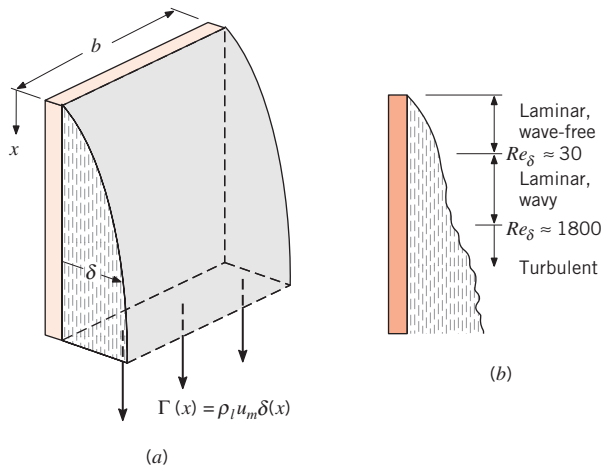 b
x
δ
Γ (x) = ρ_l u_m δ(x)
(a)
Laminar,
wave-free
Re_δ ≈ 30
Laminar,
wavy
Re_δ ≈ 1800
Turbulent
(b)